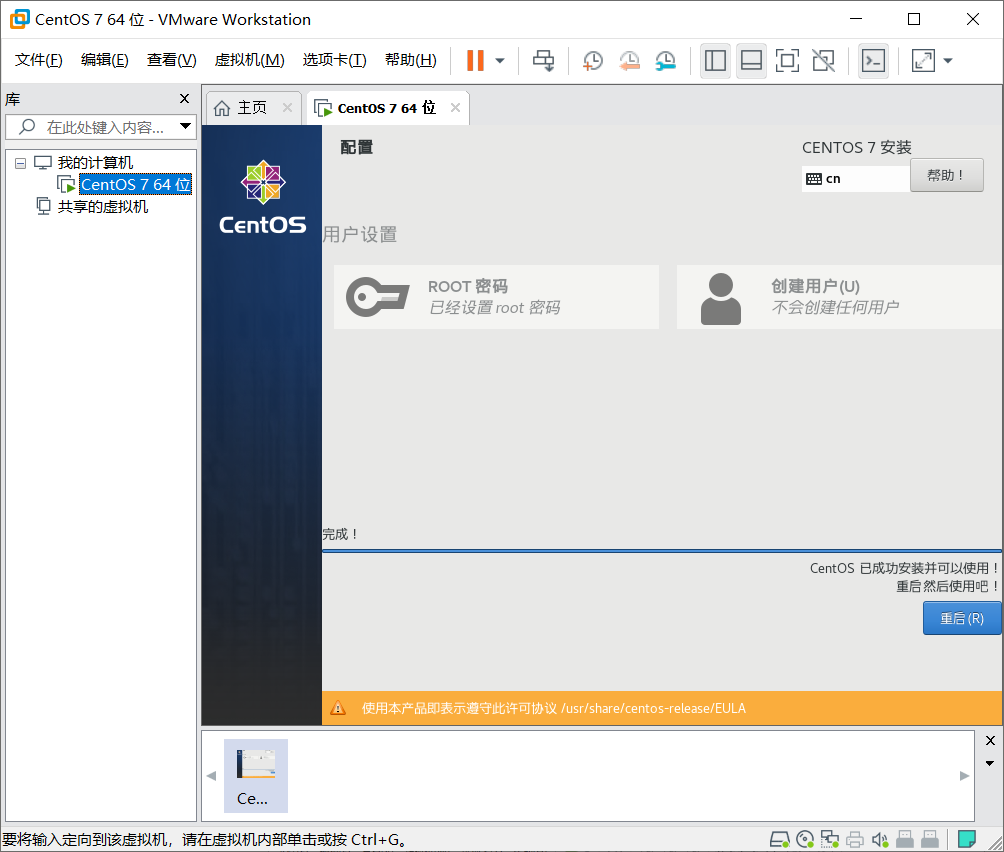 CentOS 7 64 位 - VMware Workstation
文件(F) 编辑(E) 查看(V) 虚拟机(M) 选项卡(T) 帮助(H)
库
在此处键入内容...
我的计算机
CentOS 7 64 位
共享的虚拟机
主页
CentOS 7 64 位
CentOS
配置
CENTOS 7 安装
cn
帮助！
用户设置
ROOT 密码
已经设置 root 密码
创建用户(U)
不会创建任何用户
完成！
CentOS 已成功安装并可以使用！
重启然后使用吧！
重启(R)
使用本产品即表示遵守此许可协议 /usr/share/centos-release/EULA
Ce...
要将输入定向到该虚拟机，请在虚拟机内部单击或按 Ctrl+G。